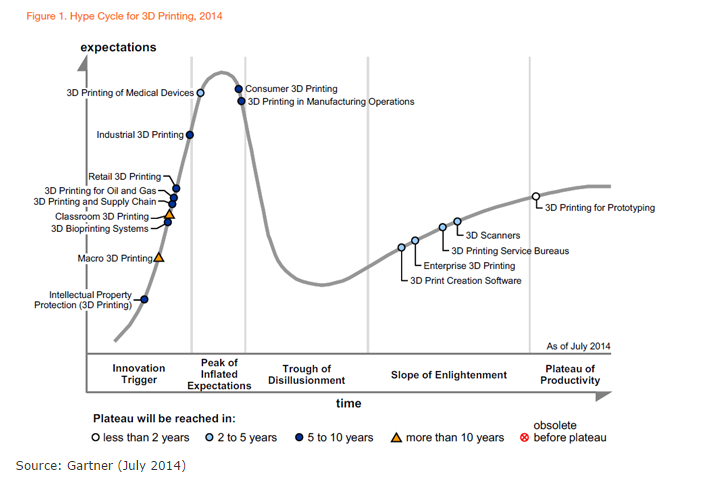 Figure 1. Hype Cycle for 3D Printing, 2014
expectations
3D Printing of Medical Devices
Consumer 3D Printing
3D Printing in Manufacturing Operations
Industrial 3D Printing
Retail 3D Printing
3D Printing for Oil and Gas
3D Printing and Supply Chain
Classroom 3D Printing
3D Bioprinting Systems
Macro 3D Printing
Intellectual Property
Protection (3D Printing)
3D Printing for Prototyping
3D Scanners
3D Printing Service Bureaus
Enterprise 3D Printing
3D Print Creation Software
As of July 2014
Innovation
Trigger
Peak of
Inflated
Expectations
Trough of
Disillusionment
Slope of Enlightenment
Plateau of
Productivity
time
Plateau will be reached in:
less than 2 years
2 to 5 years
5 to 10 years
more than 10 years
obsolete
before plateau
Source: Gartner (July 2014)